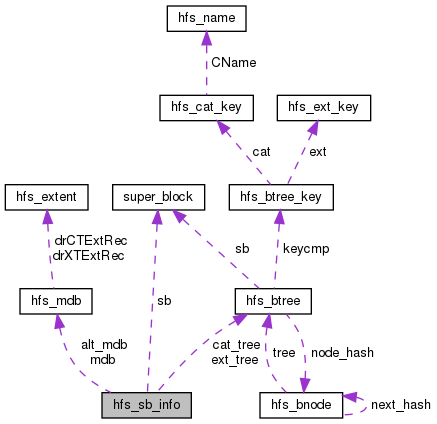 hfs_name
CName
hfs_cat_key
hfs_ext_key
cat
ext
hfs_extent
super_block
hfs_btree_key
drCTExtRec
drXTExtRec
sb
keycmp
hfs_mdb
sb
hfs_btree
alt_mdb
mdb
cat_tree
ext_tree
tree
node_hash
hfs_sb_info
hfs_bnode
next_hash